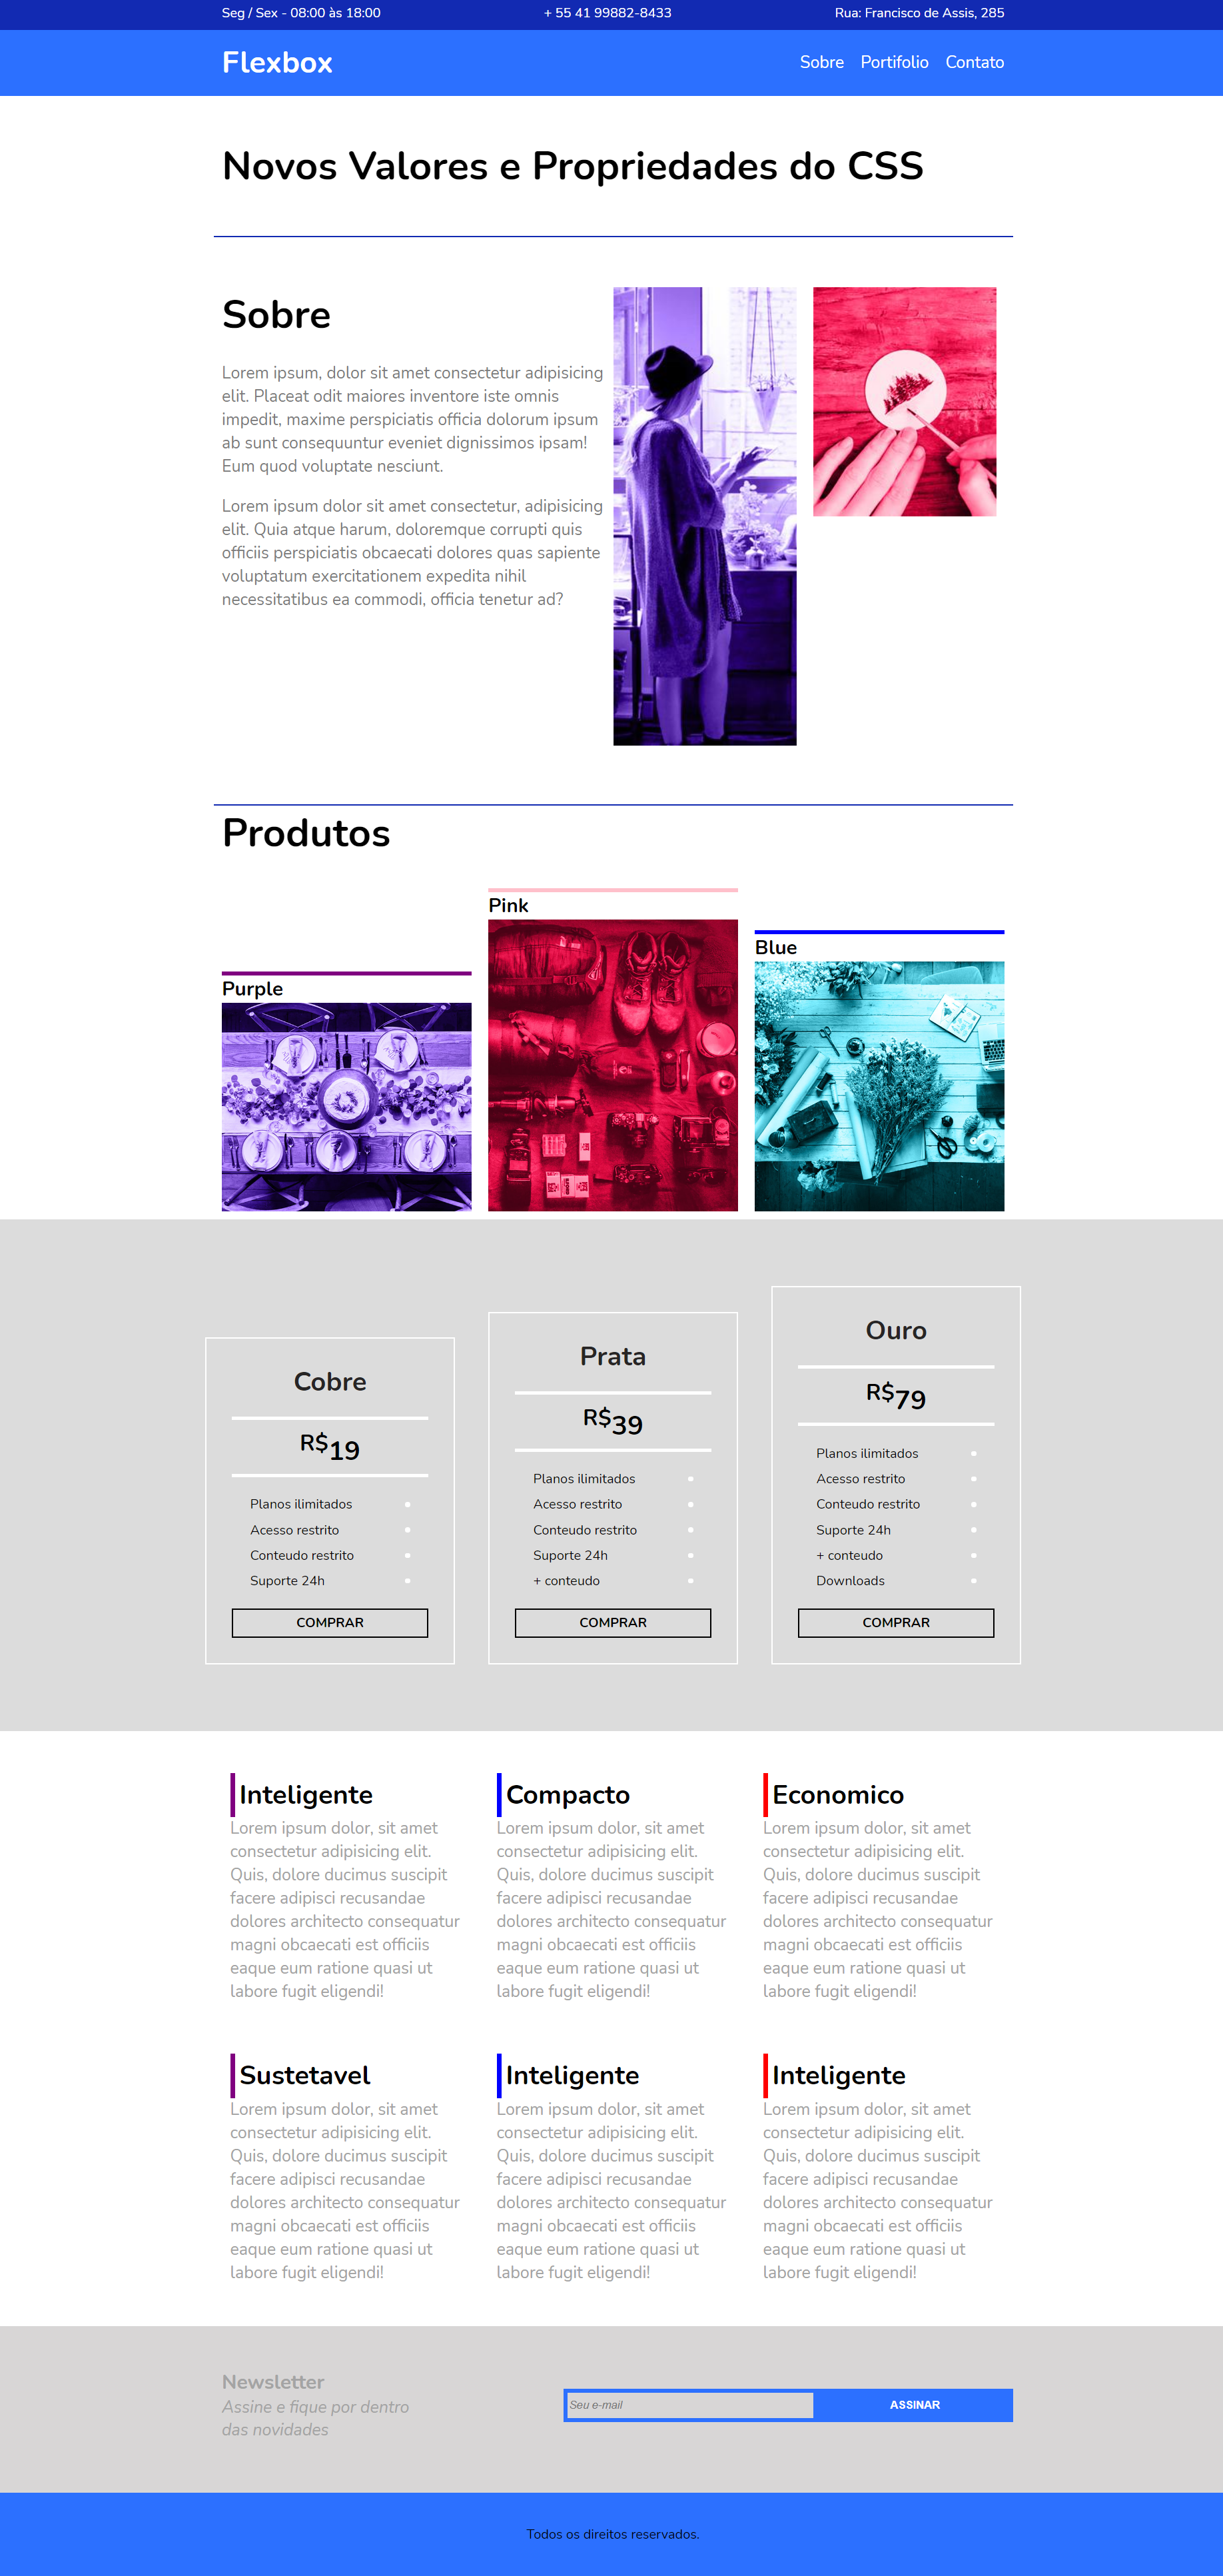 Seg / Sex - 08:00 às 18:00
+ 55 41 99882-8433
Rua: Francisco de Assis, 285
Flexbox
Sobre
Portifolio
Contato
Novos Valores e Propriedades do CSS
Sobre
Lorem ipsum, dolor sit amet consectetur adipisicing
elit. Placeat odit maiores inventore iste omnis
impedit, maxime perspiciatis officia dolorum ipsum
ab sunt consequuntur eveniet dignissimos ipsam!
Eum quod voluptate nesciunt.
Lorem ipsum dolor sit amet consectetur, adipisicing
elit. Quia atque harum, doloremque corrupti quis
officiis perspiciatis obcaecati dolores quas sapiente
voluptatum exercitationem expedita nihil
necessitatibus ea commodi, officia tenetur ad?
Produtos
Purple
Pink
Blue
Cobre
R$19
Planos ilimitados
Acesso restrito
Conteudo restrito
Suporte 24h
COMPRAR
Prata
R$39
Planos ilimitados
Acesso restrito
Conteudo restrito
Suporte 24h
+ conteudo
COMPRAR
Ouro
R$79
Planos ilimitados
Acesso restrito
Conteudo restrito
Suporte 24h
+ conteudo
Downloads
COMPRAR
Inteligente
Lorem ipsum dolor, sit amet
consectetur adipisicing elit.
Quis, dolore ducimus suscipit
facere adipisci recusandae
dolores architecto consequatur
magni obcaecati est officiis
eaque eum ratione quasi ut
labore fugit eligendi!
Compacto
Lorem ipsum dolor, sit amet
consectetur adipisicing elit.
Quis, dolore ducimus suscipit
facere adipisci recusandae
dolores architecto consequatur
magni obcaecati est officiis
eaque eum ratione quasi ut
labore fugit eligendi!
Economico
Lorem ipsum dolor, sit amet
consectetur adipisicing elit.
Quis, dolore ducimus suscipit
facere adipisci recusandae
dolores architecto consequatur
magni obcaecati est officiis
eaque eum ratione quasi ut
labore fugit eligendi!
Sustetavel
Lorem ipsum dolor, sit amet
consectetur adipisicing elit.
Quis, dolore ducimus suscipit
facere adipisci recusandae
dolores architecto consequatur
magni obcaecati est officiis
eaque eum ratione quasi ut
labore fugit eligendi!
Inteligente
Lorem ipsum dolor, sit amet
consectetur adipisicing elit.
Quis, dolore ducimus suscipit
facere adipisci recusandae
dolores architecto consequatur
magni obcaecati est officiis
eaque eum ratione quasi ut
labore fugit eligendi!
Inteligente
Lorem ipsum dolor, sit amet
consectetur adipisicing elit.
Quis, dolore ducimus suscipit
facere adipisci recusandae
dolores architecto consequatur
magni obcaecati est officiis
eaque eum ratione quasi ut
labore fugit eligendi!
Newsletter
Assine e fique por dentro
das novidades
Seu e-mail
ASSINAR
Todos os direitos reservados.